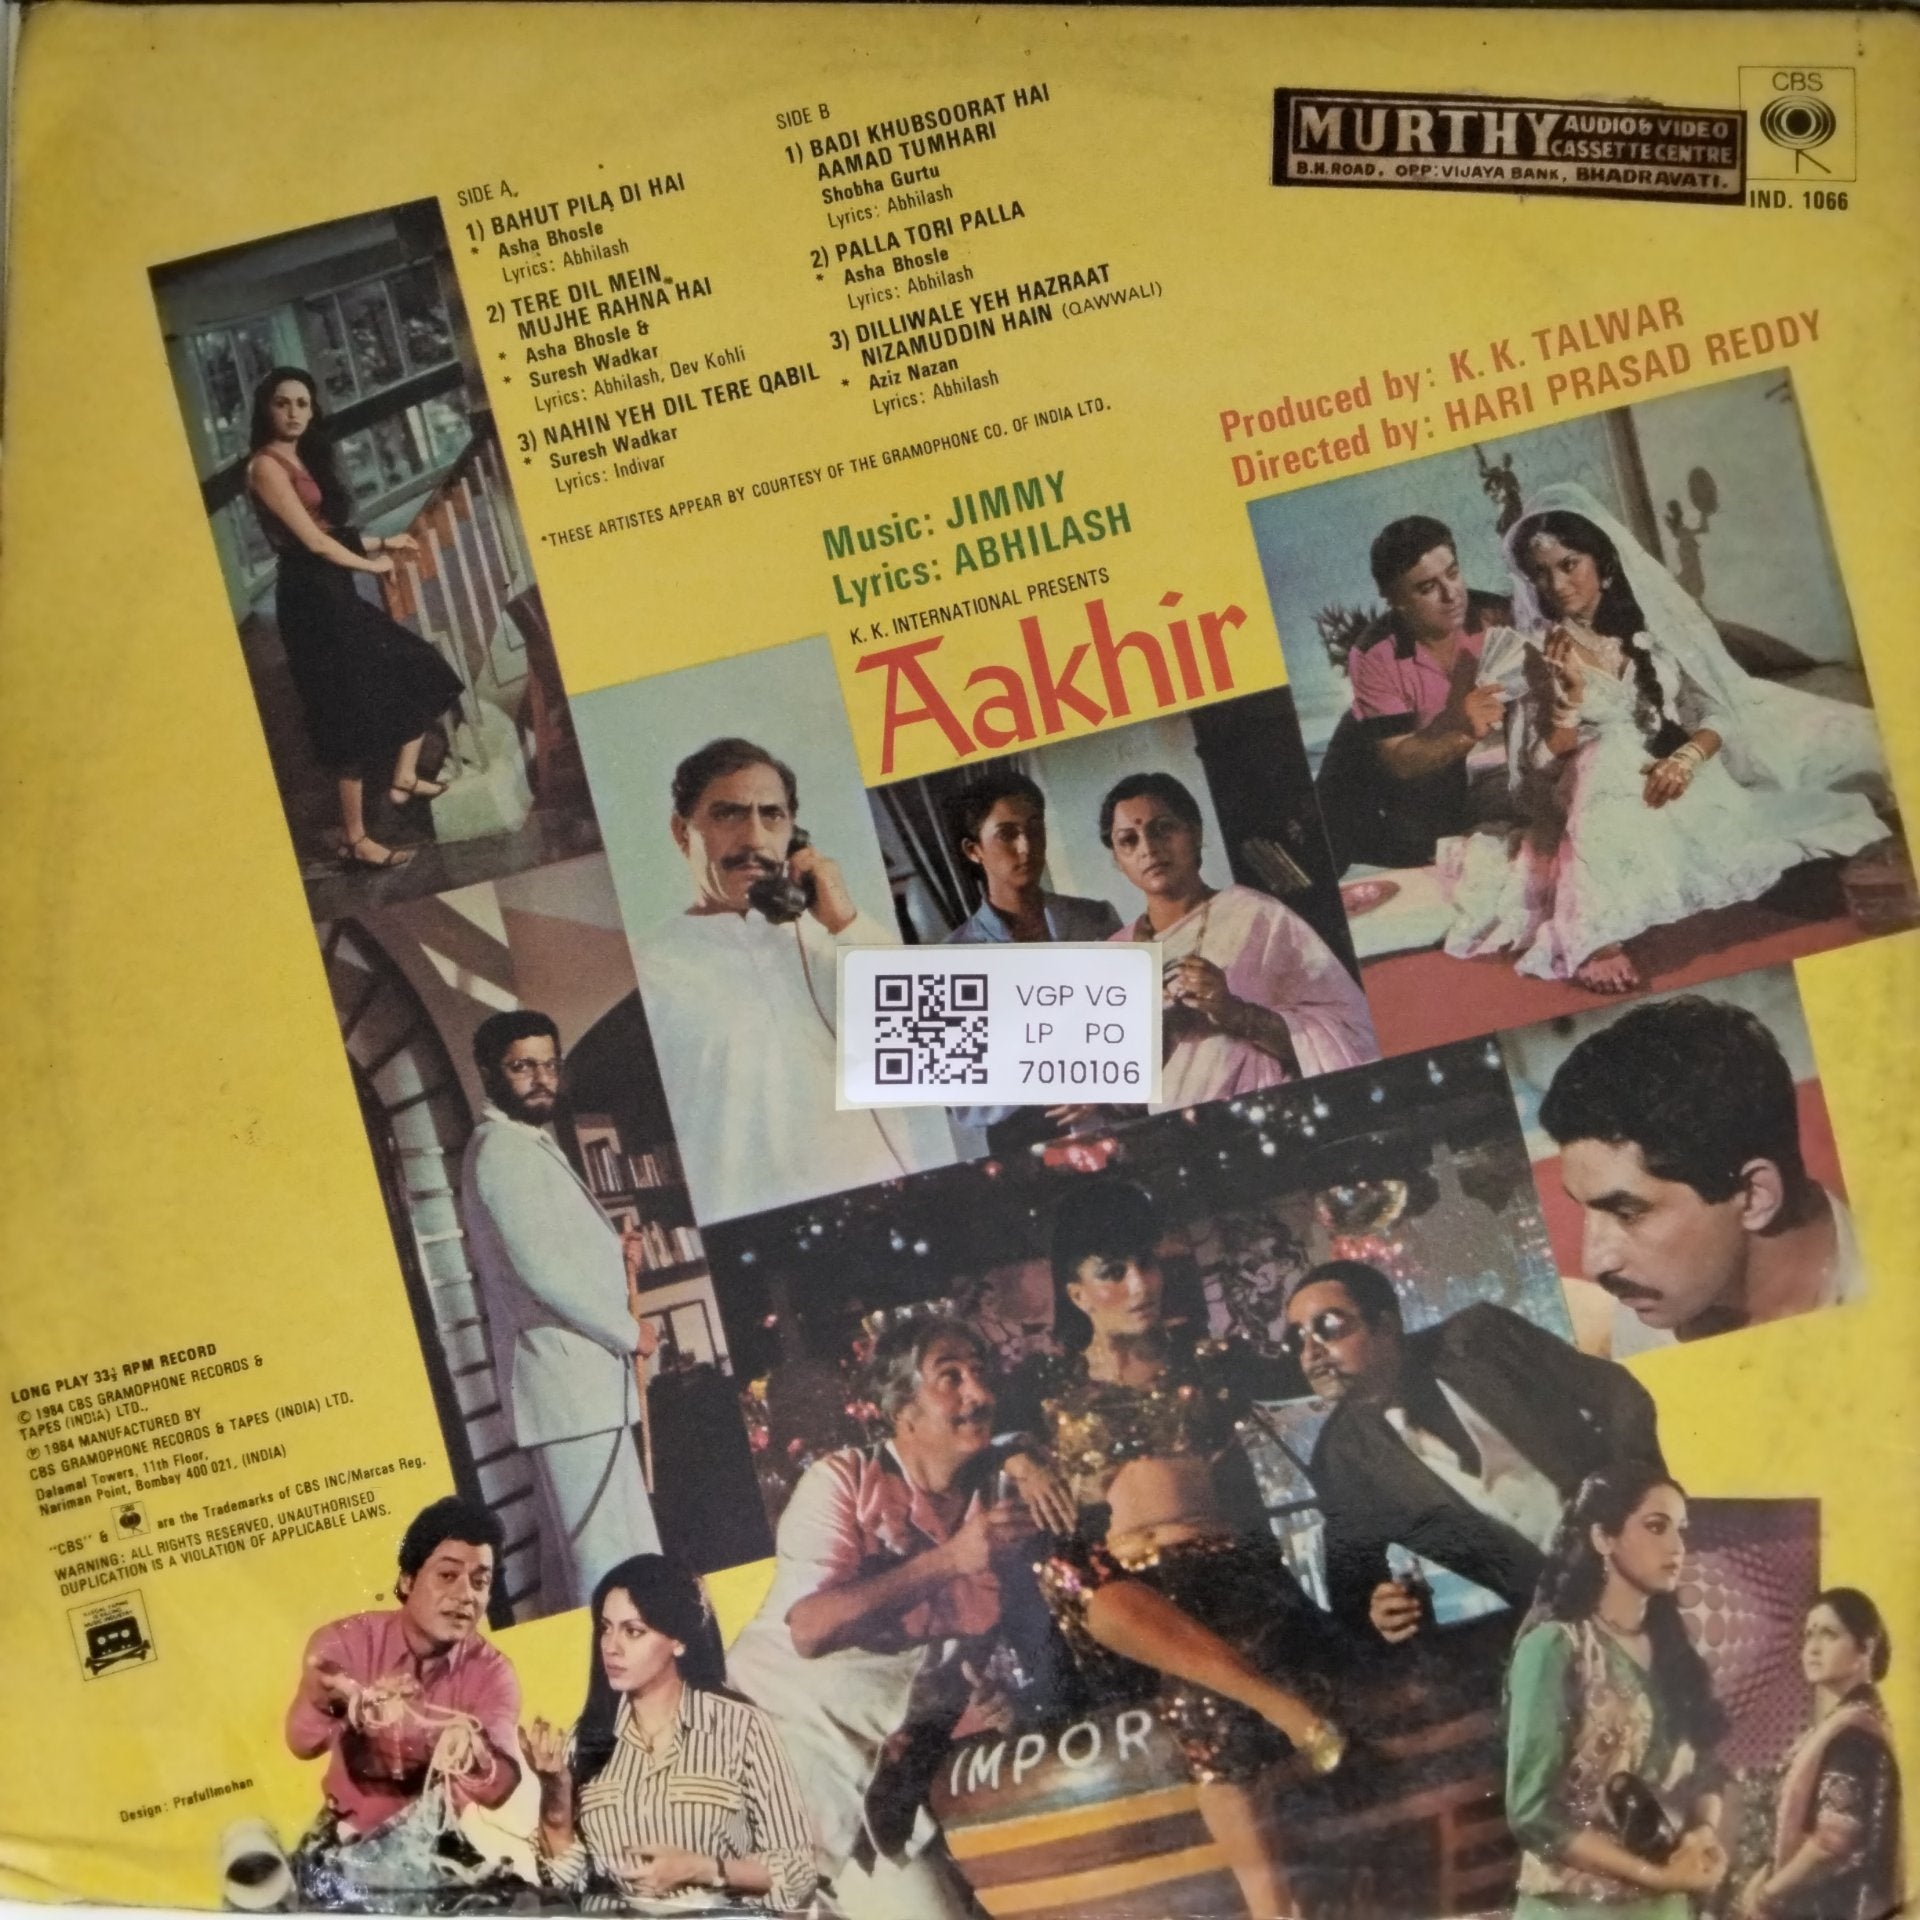 SIDE A
1) BAHUT PILA DI HAI
* Asha Bhosle
Lyrics: Abhilash
2) TERE DIL MEIN
MUJHE RAHNA HAI
* Asha Bhosle &
* Suresh Wadkar
Lyrics: Abhilash, Dev Kohli
3) NAHIN YEH DIL TERE QABIL
* Suresh Wadkar
Lyrics: Indivar
SIDE B
1) BADI KHUBSOORAT HAI
AAMAD TUMHARI
Shobha Gurtu
Lyrics: Abhilash
2) PALLA TORI PALLA
* Asha Bhosle
Lyrics: Abhilash
3) DILLIWALE YEH HAZRAAT
NIZAMUDDIN HAIN (QAWWALI)
* Aziz Nazan
Lyrics: Abhilash
*THESE ARTISTES APPEAR BY COURTESY OF THE GRAMOPHONE CO. OF INDIA LTD.
MURTHY AUDIO & VIDEO
CASSETTE CENTRE
B.H.ROAD, OPP: VIJAYA BANK, BHADRAVATI.
CBS
IND. 1066
Produced by: K. K. TALWAR
Directed by: HARI PRASAD REDDY
Music: JIMMY
Lyrics: ABHILASH
K. K. INTERNATIONAL PRESENTS
Aakhir
VGP VG
LP PO
7010106
LONG PLAY 33⅓ RPM RECORD
© 1984 CBS GRAMOPHONE RECORDS &
TAPES (INDIA) LTD.,
℗ 1984 MANUFACTURED BY
CBS GRAMOPHONE RECORDS & TAPES (INDIA) LTD.
Dalamal Towers, 11th Floor,
Nariman Point, Bombay 400 021, (INDIA)
"CBS" & CBS are the Trademarks of CBS INC/Marcas Reg.
WARNING: ALL RIGHTS RESERVED, UNAUTHORISED
DUPLICATION IS A VIOLATION OF APPLICABLE LAWS.
ILLEGAL TAPING
IS KILLING
MUSIC INDUSTRY
Design: Prafullmohan
IMPOR